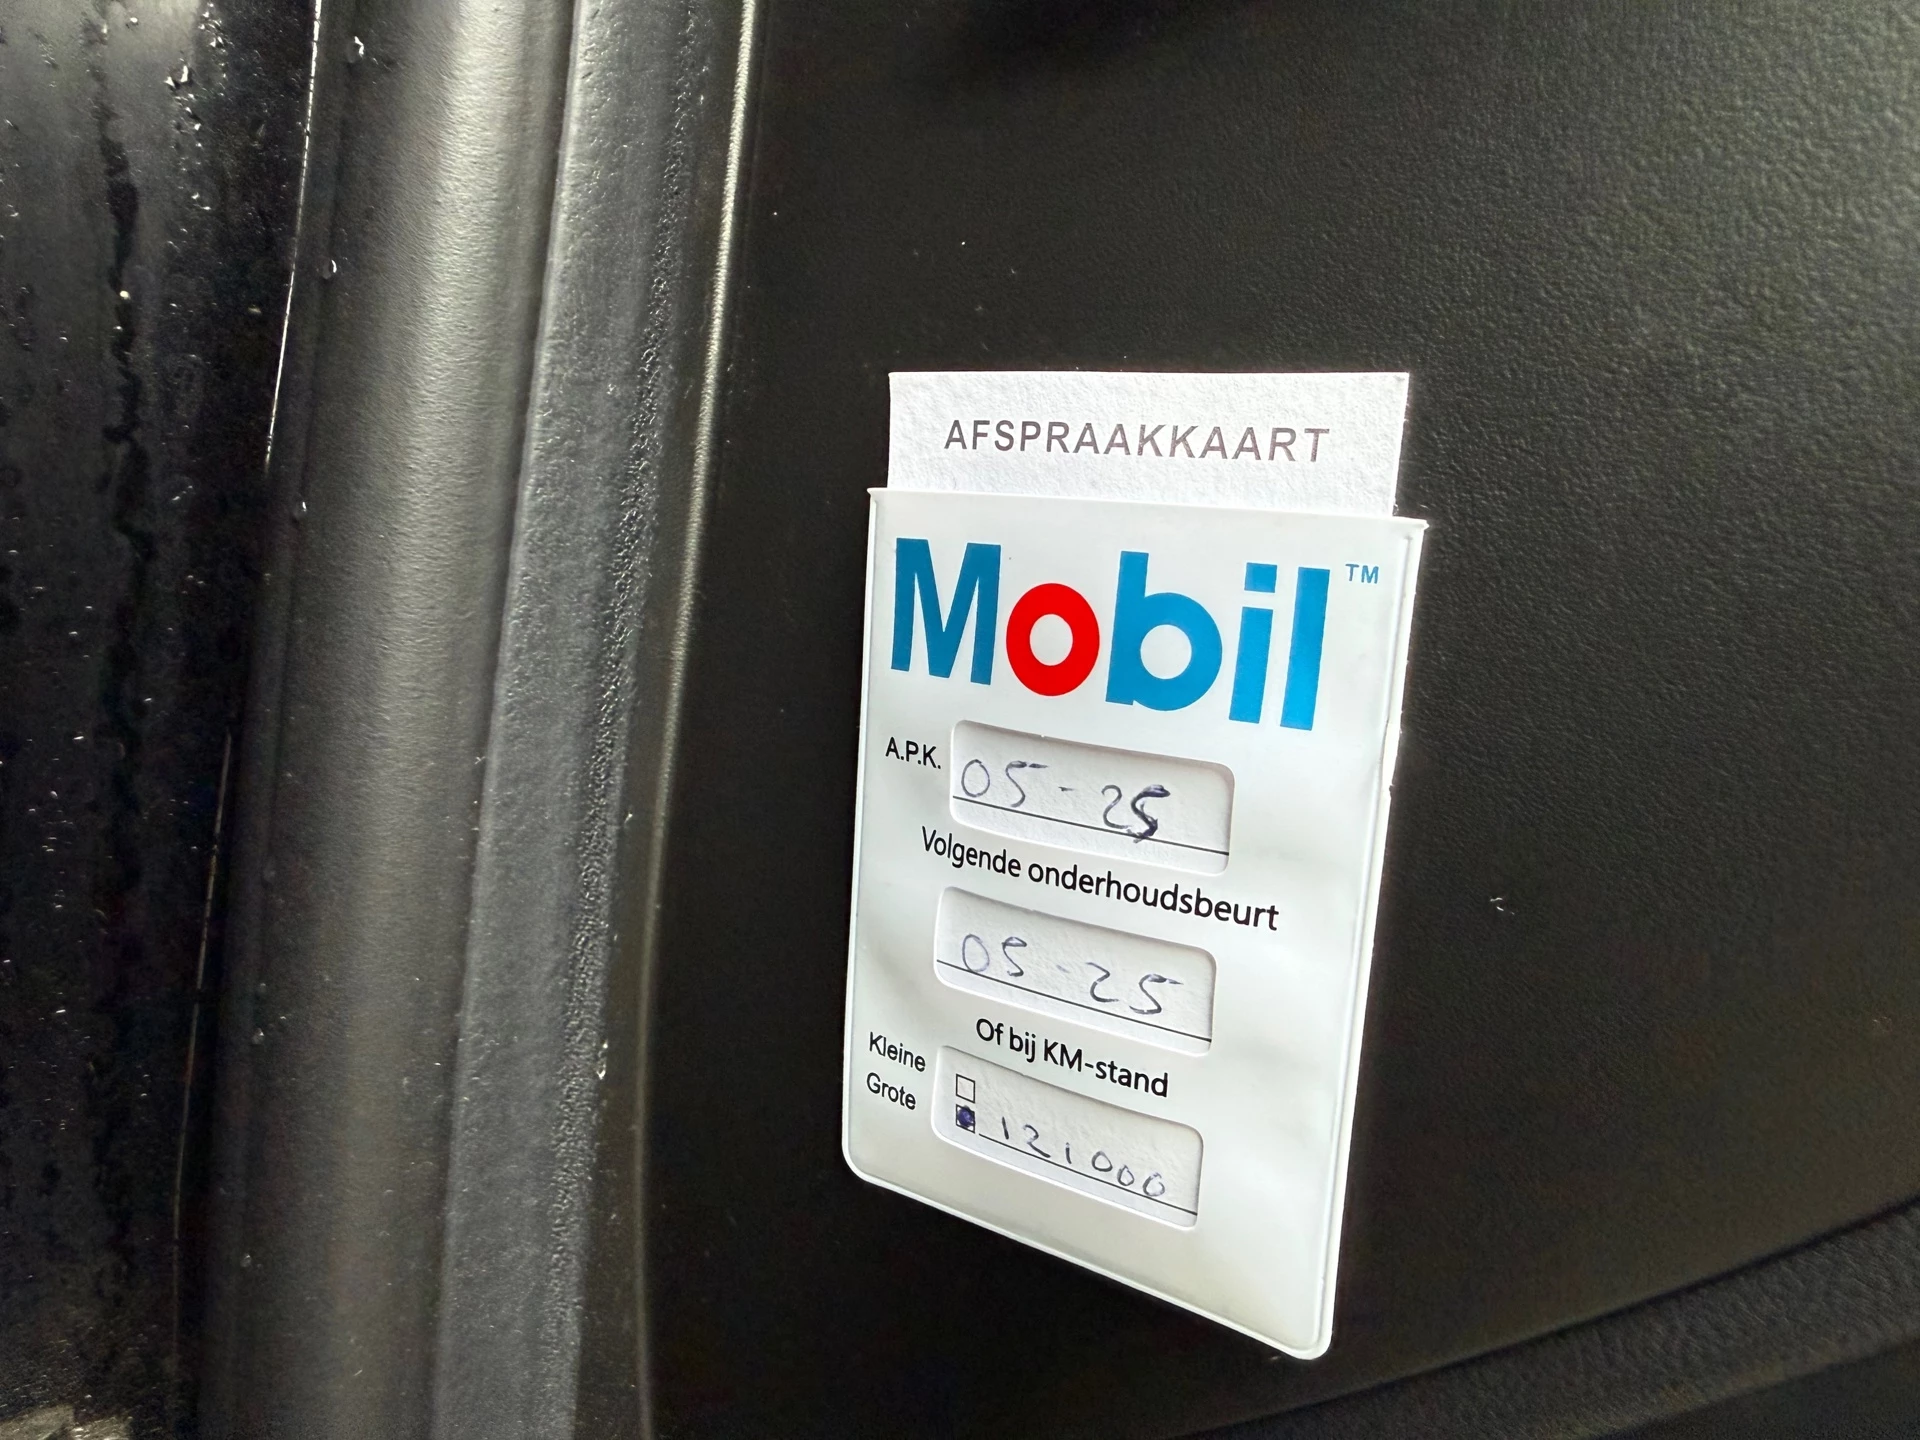 AFSPRAAKKAART
Mobil™
A.P.K. 05-25
Volgende onderhoudsbeurt
05-25
Of bij KM-stand
Kleine
Grote 121000